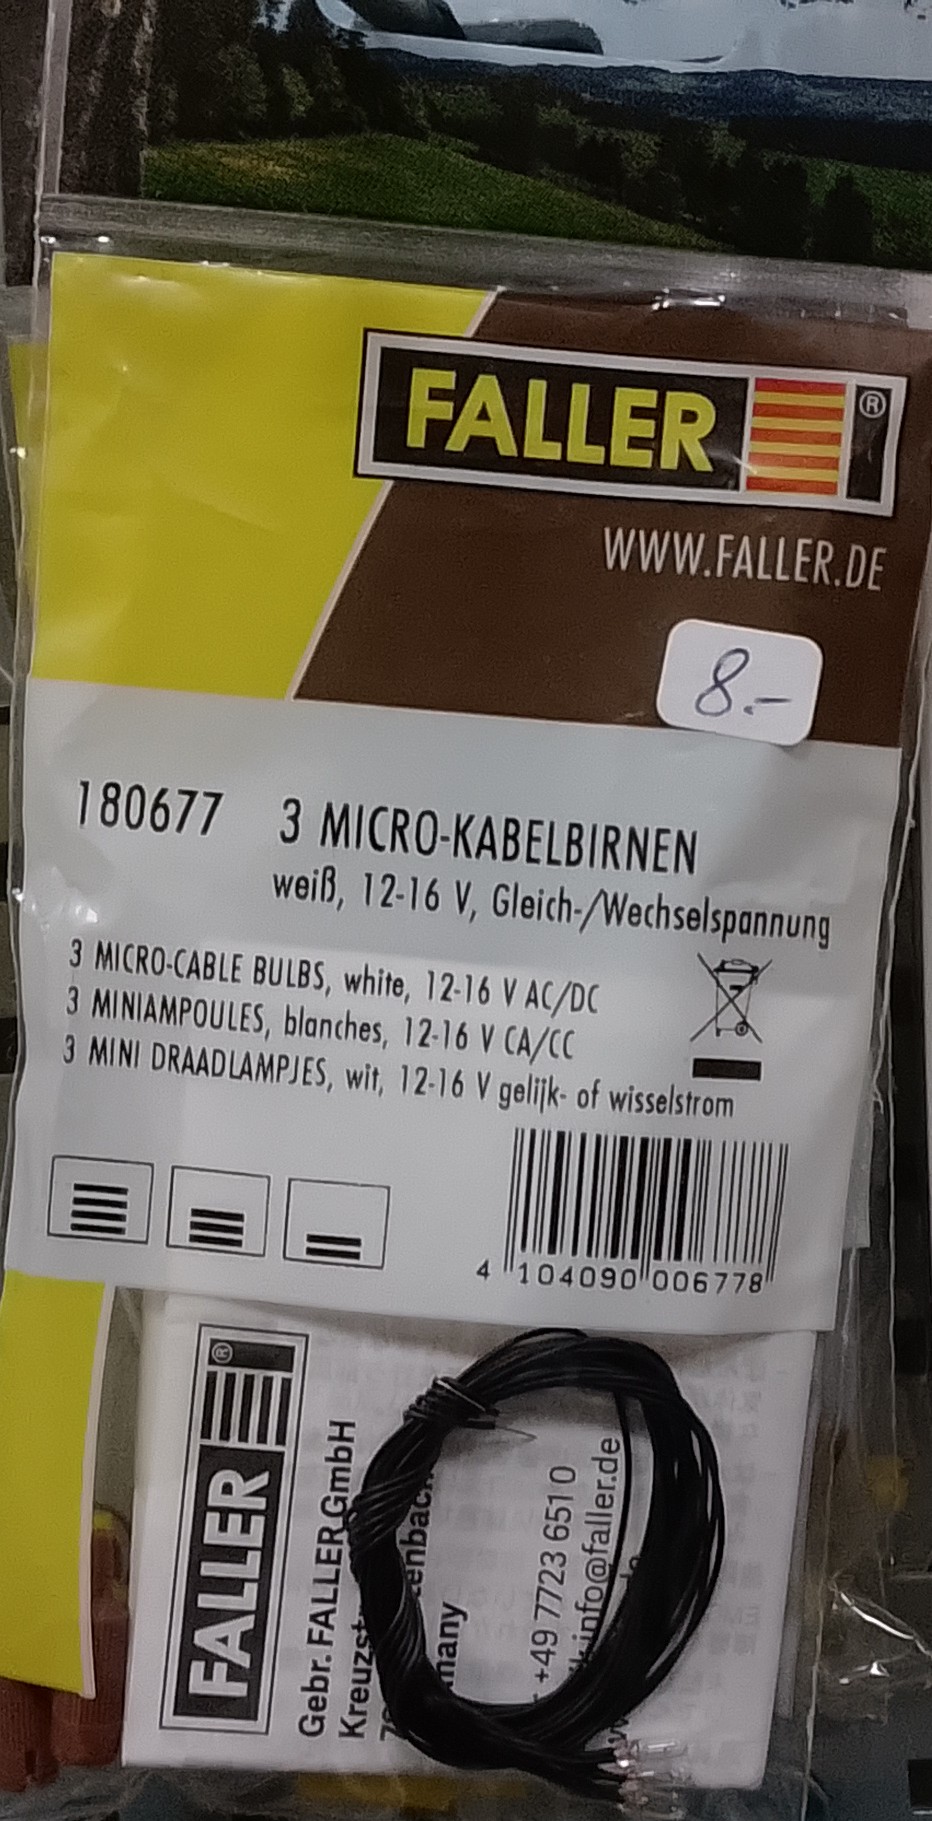 FALLER ®
WWW.FALLER.DE
8.-
180677 3 MICRO-KABELBIRNEN
weiß, 12-16 V, Gleich-/Wechselspannung
3 MICRO-CABLE BULBS, white, 12-16 V AC/DC
3 MINIAMPOULES, blanches, 12-16 V CA/CC
3 MINI DRAADLAMPJES, wit, 12-16 V gelijk- of wisselstrom
4 104090 006778
FALLER ®
Gebr. FALLER GmbH
+49 7723 651 0
info@faller.de